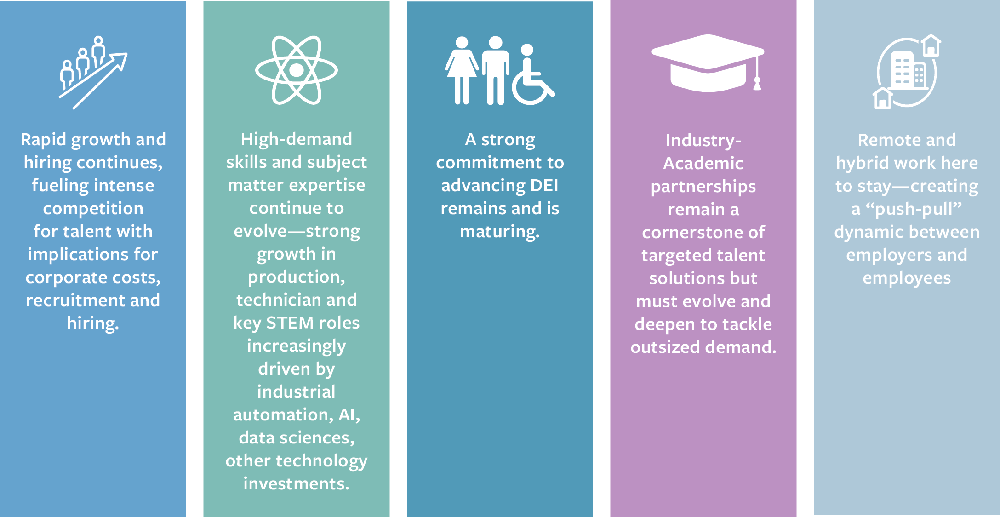 Rapid growth and
hiring continues,
fueling intense
competition
for talent with
implications for
corporate costs,
recruitment and
hiring.
High-demand
skills and subject
matter expertise
continue to
evolve—strong
growth in
production,
technician and
key STEM roles
increasingly
driven by
industrial
automation, AI,
data sciences,
other technology
investments.
A strong
commitment to
advancing DEI
remains and is
maturing.
Industry-
Academic
partnerships
remain a
cornerstone of
targeted talent
solutions but
must evolve and
deepen to tackle
outsized demand.
Remote and
hybrid work here
to stay—creating
a “push-pull”
dynamic between
employers and
employees